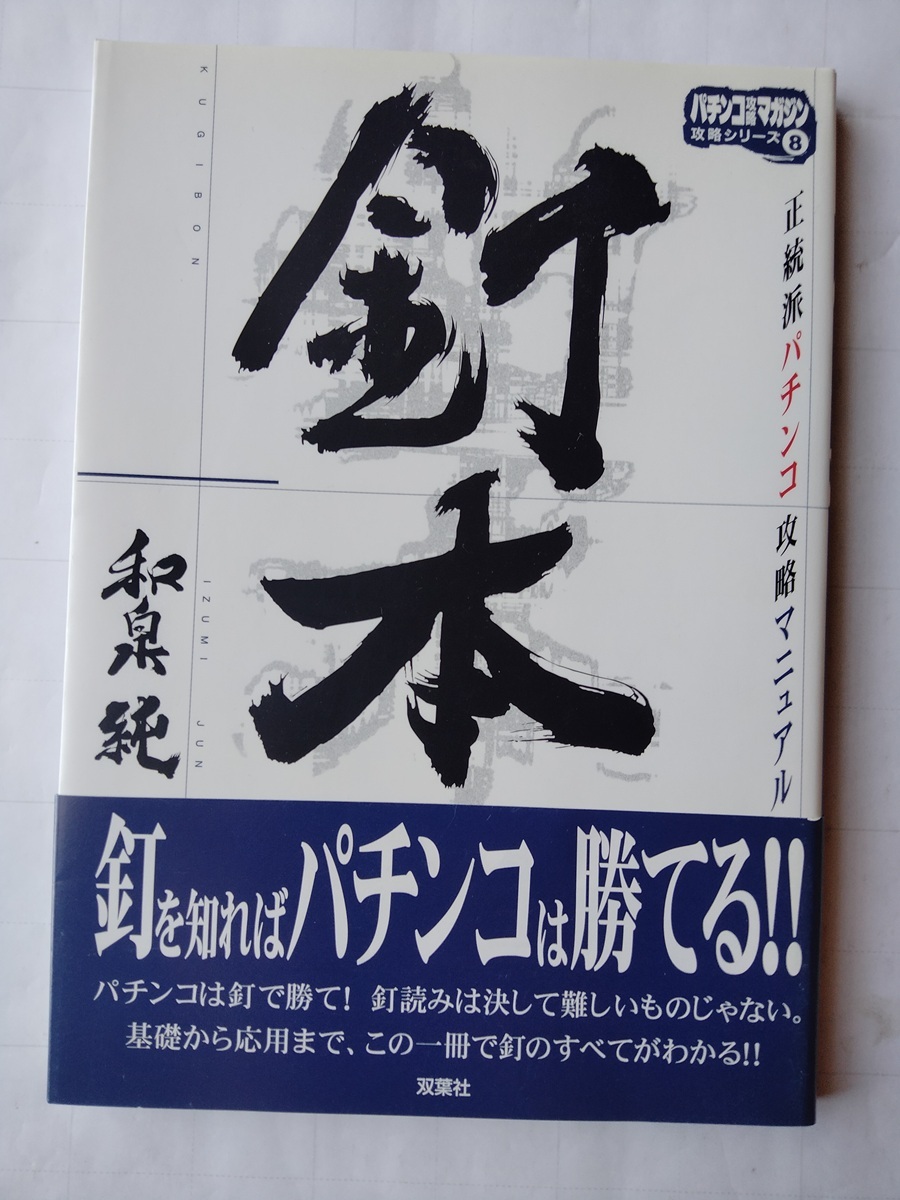 パチンコ攻略マガジン
攻略シリーズ8
正統派パチンコ攻略マニュアル
釘本
KUGIBON
和泉純
IZUMI JUN
釘を知ればパチンコは勝てる!!
パチンコは釘で勝て! 釘読みは決して難しいものじゃない。
基礎から応用まで、この一冊で釘のすべてがわかる!!
双葉社